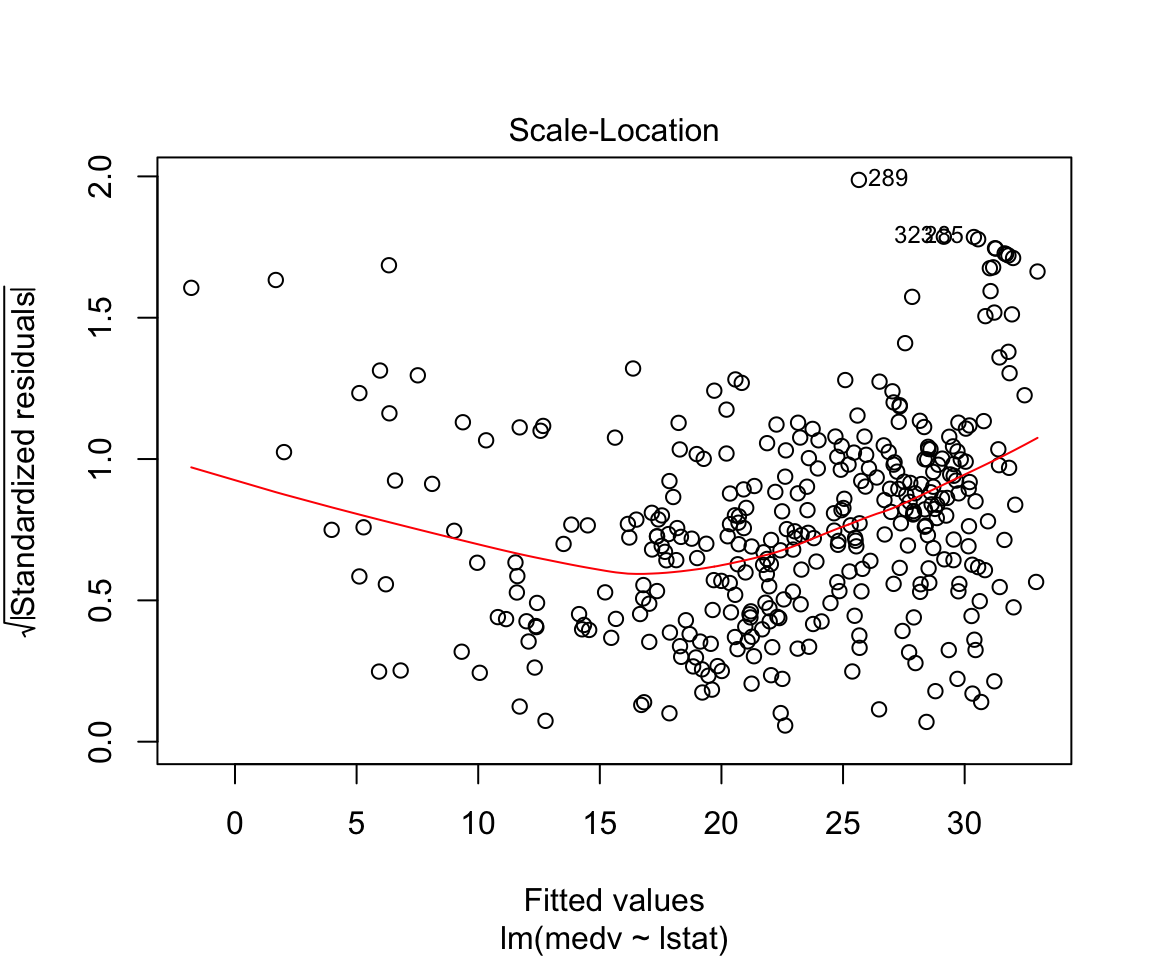 Scale-Location
√|Standardized residuals|
2.0
1.5
1.0
0.5
0.0
289
0 5 10 15 20 25 30
Fitted values
lm(medv ~ lstat)